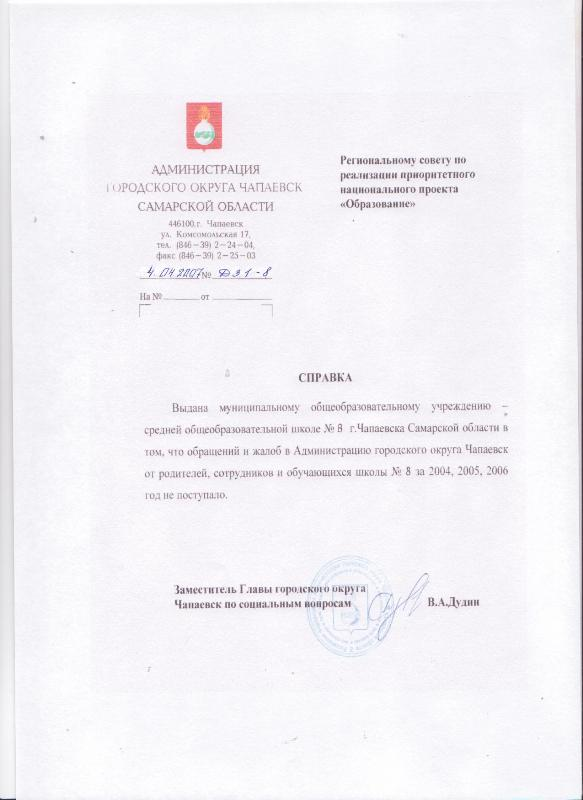 АДМИНИСТРАЦИЯ
ГОРОДСКОГО ОКРУГА ЧАПАЕВСК
САМАРСКОЙ ОБЛАСТИ
446100,г. Чапаевск
ул. Комсомольская 17,
тел. (846-39) 2-24-04,
факс (846-39) 2-25-03
4.04.2007 № Д31-8
На № от
Региональному совету по
реализации приоритетного
национального проекта
«Образование»
СПРАВКА
Выдана муниципальному общеобразовательному учреждению –
средней общеобразовательной школе № 8 г.Чапаевска Самарской области в
том, что обращений и жалоб в Администрацию городского округа Чапаевск
от родителей, сотрудников и обучающихся школы № 8 за 2004, 2005, 2006
год не поступало.
Заместитель Главы городского округа
Чапаевск по социальным вопросам В.А.Дудин